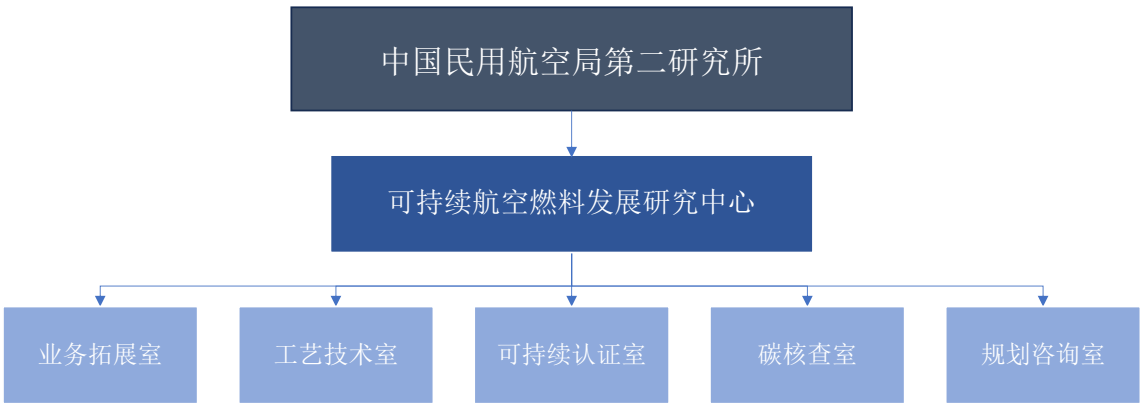 中国民用航空局第二研究所
可持续航空燃料发展研究中心
业务拓展室
工艺技术室
可持续认证室
碳核查室
规划咨询室